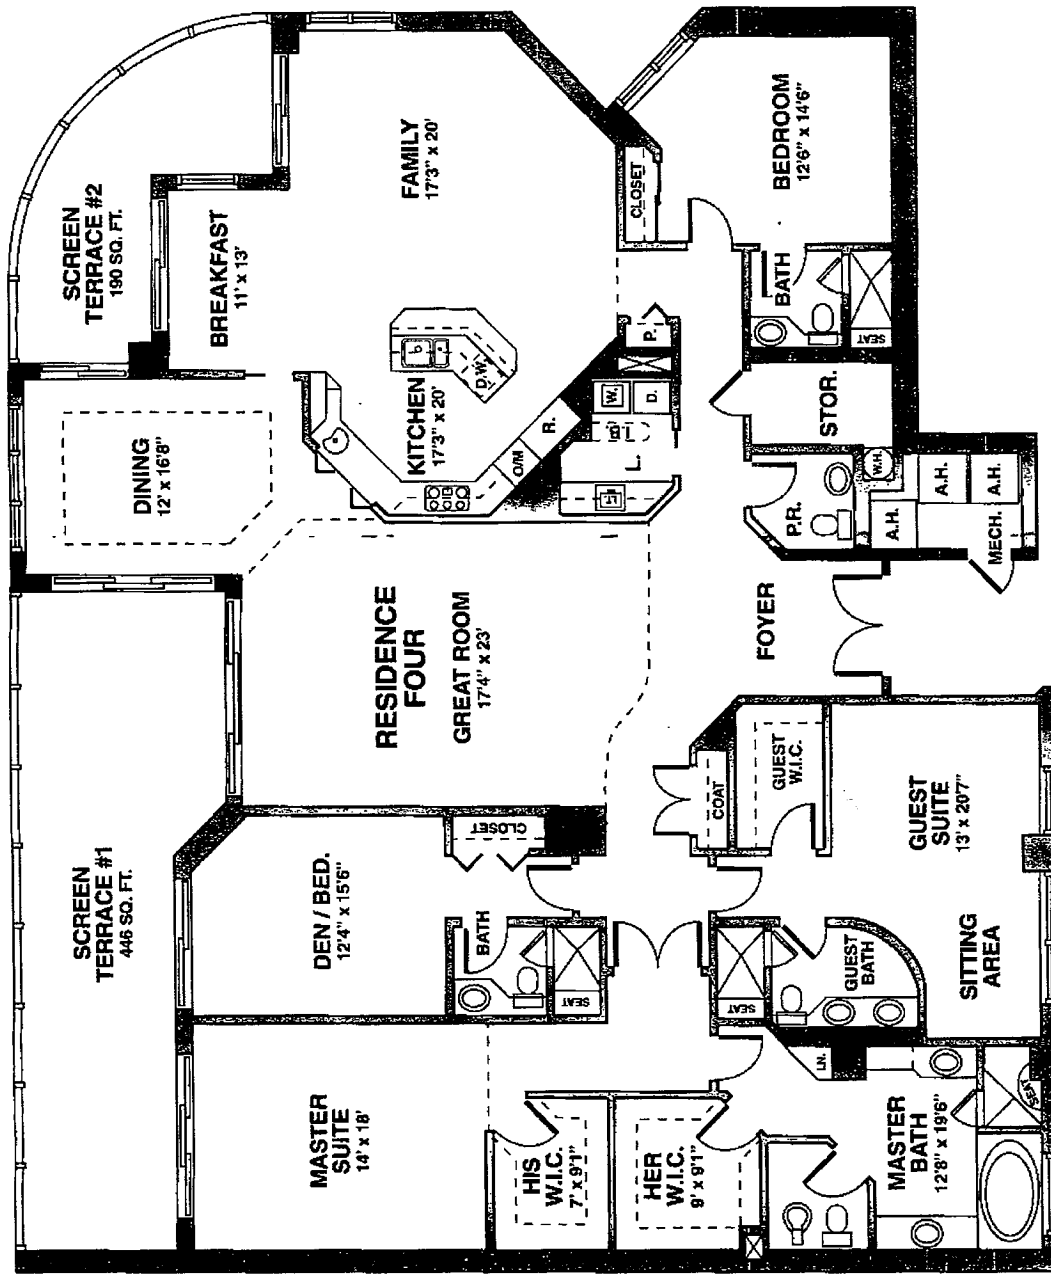 SCREEN
TERRACE #2
190 SQ. FT.
BREAKFAST
11' x 13'
FAMILY
17'3" x 20'
CLOSET
BEDROOM
12'6" x 14'6"
DINING
12' x 16'8"
KITCHEN
17'3" x 20'
D.W.
R.
O/M
P.
W.
D.
L.
LT
BATH
SEAT
STOR.
W.H.
P.R.
A.H.
A.H.
A.H.
MECH.
SCREEN
TERRACE #1
446 SQ. FT.
RESIDENCE
FOUR
GREAT ROOM
17'4" x 23'
FOYER
DEN / BED.
12'4" x 15'6"
CLOSET
BATH
SEAT
COAT
GUEST
W.I.C.
GUEST
SUITE
13' x 20'7"
SITTING
AREA
GUEST
BATH
SEAT
MASTER
SUITE
14' x 18'
HIS
W.I.C.
7' x 9'1"
HER
W.I.C.
9' x 9'1"
LN.
MASTER
BATH
12'8" x 19'6"
SEAT